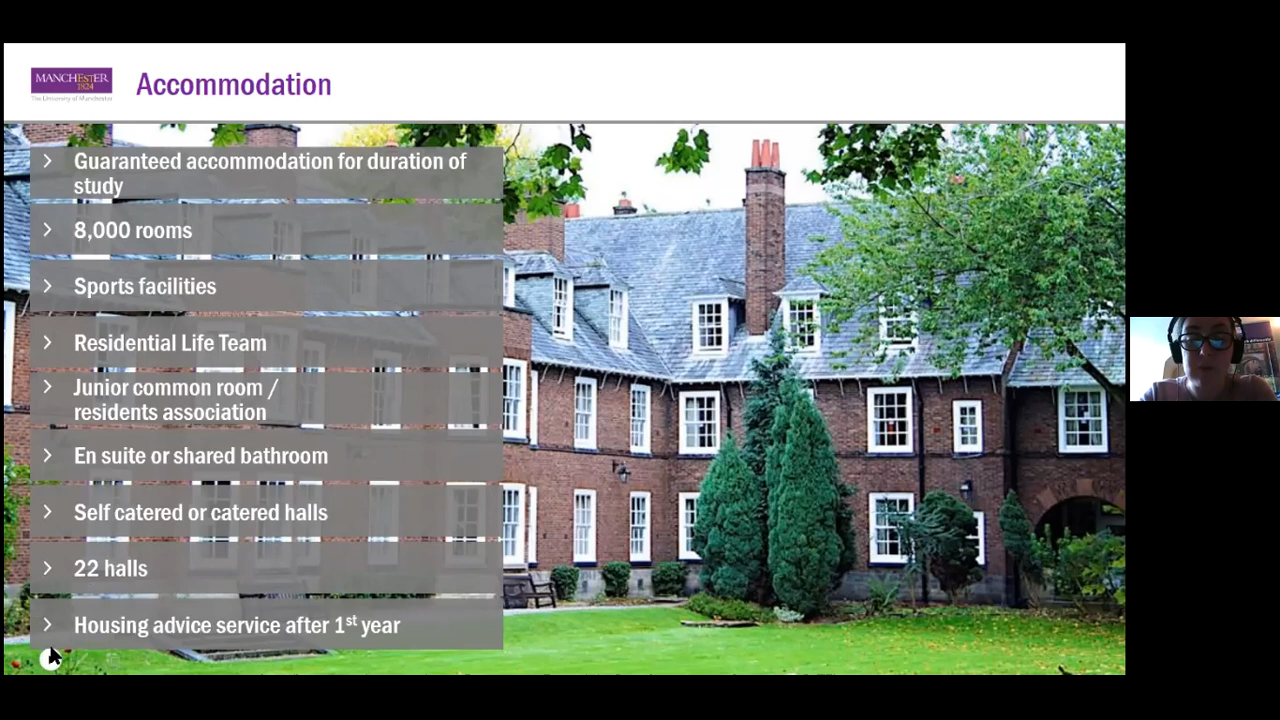 MANCHESTER
1824
The University of Manchester
Accommodation
Guaranteed accommodation for duration of
study
8,000 rooms
Sports facilities
Residential Life Team
Junior common room /
residents association
En suite or shared bathroom
Self catered or catered halls
22 halls
Housing advice service after 1st year